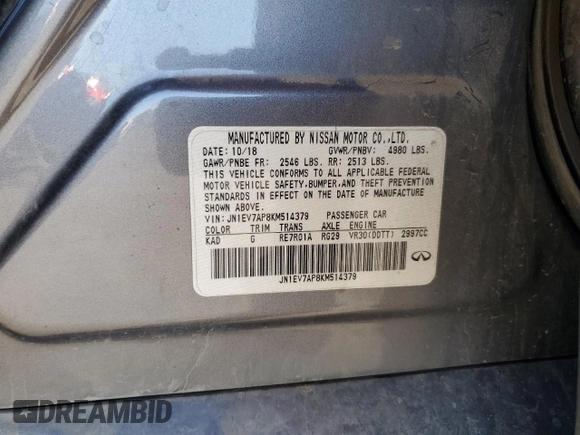 MANUFACTURED BY NISSAN MOTOR CO.,LTD.
DATE: 10/18 GVWR/PNBV: 4980 LBS.
GAWR/PNBE FR: 2546 LBS. RR: 2513 LBS.
THIS VEHICLE CONFORMS TO ALL APPLICABLE FEDERAL
MOTOR VEHICLE SAFETY,BUMPER,AND THEFT PREVENTION
STANDARDS IN EFFECT ON THE DATE OF MANUFACTURE
SHOWN ABOVE.
VIN: JN1EV7AP8KM514379 PASSENGER CAR
COLOR TRIM TRANS AXLE ENGINE
KAD G RE7R01A RG29 VR30(DDTT) 2997CC
JN1EV7AP8KM514379
DREAMBID